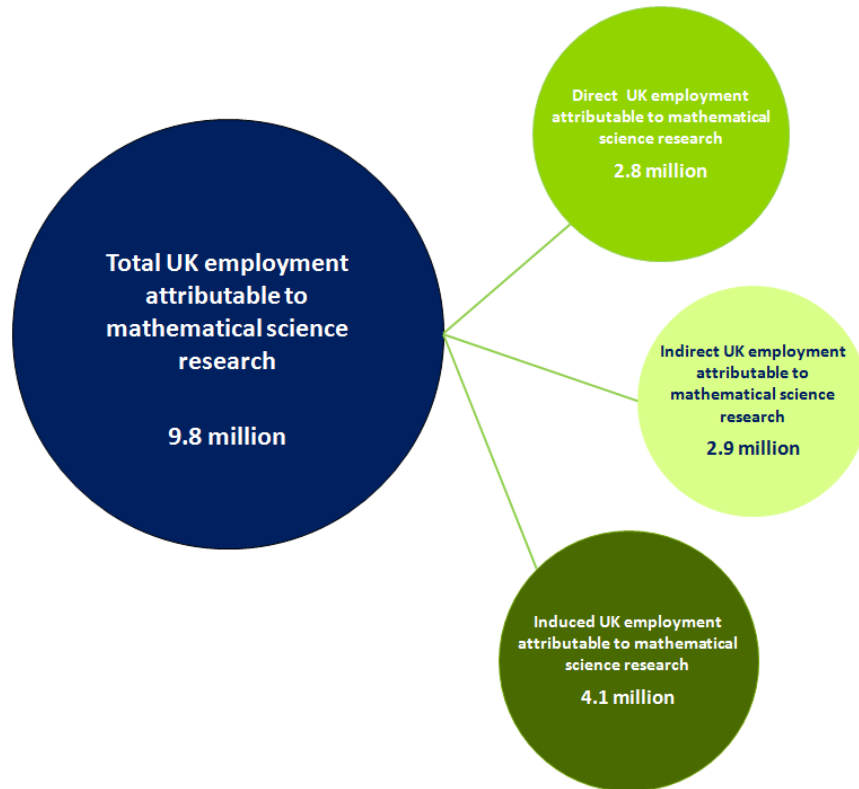 Total UK employment
attributable to
mathematical science
research
9.8 million
Direct UK employment
attributable to mathematical
science research
2.8 million
Indirect UK employment
attributable to
mathematical science
research
2.9 million
Induced UK employment
attributable to mathematical
science research
4.1 million